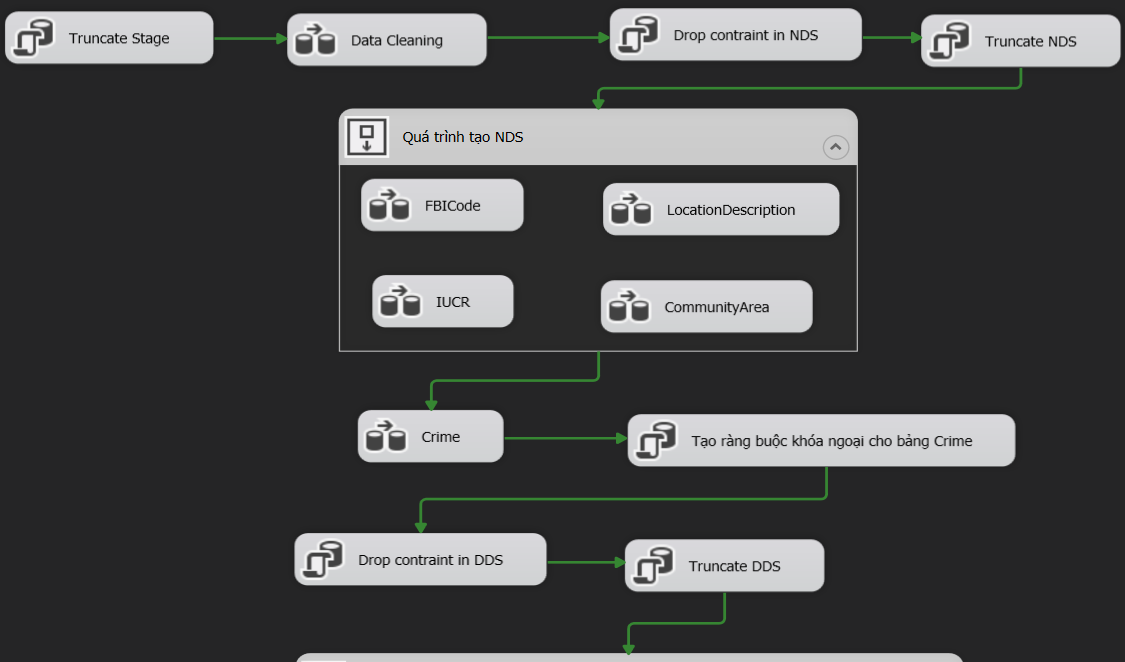 Truncate Stage
Data Cleaning
Drop contraint in NDS
Truncate NDS
Quá trình tạo NDS
FBICode
LocationDescription
IUCR
CommunityArea
Crime
Tạo ràng buộc khóa ngoại cho bảng Crime
Drop contraint in DDS
Truncate DDS